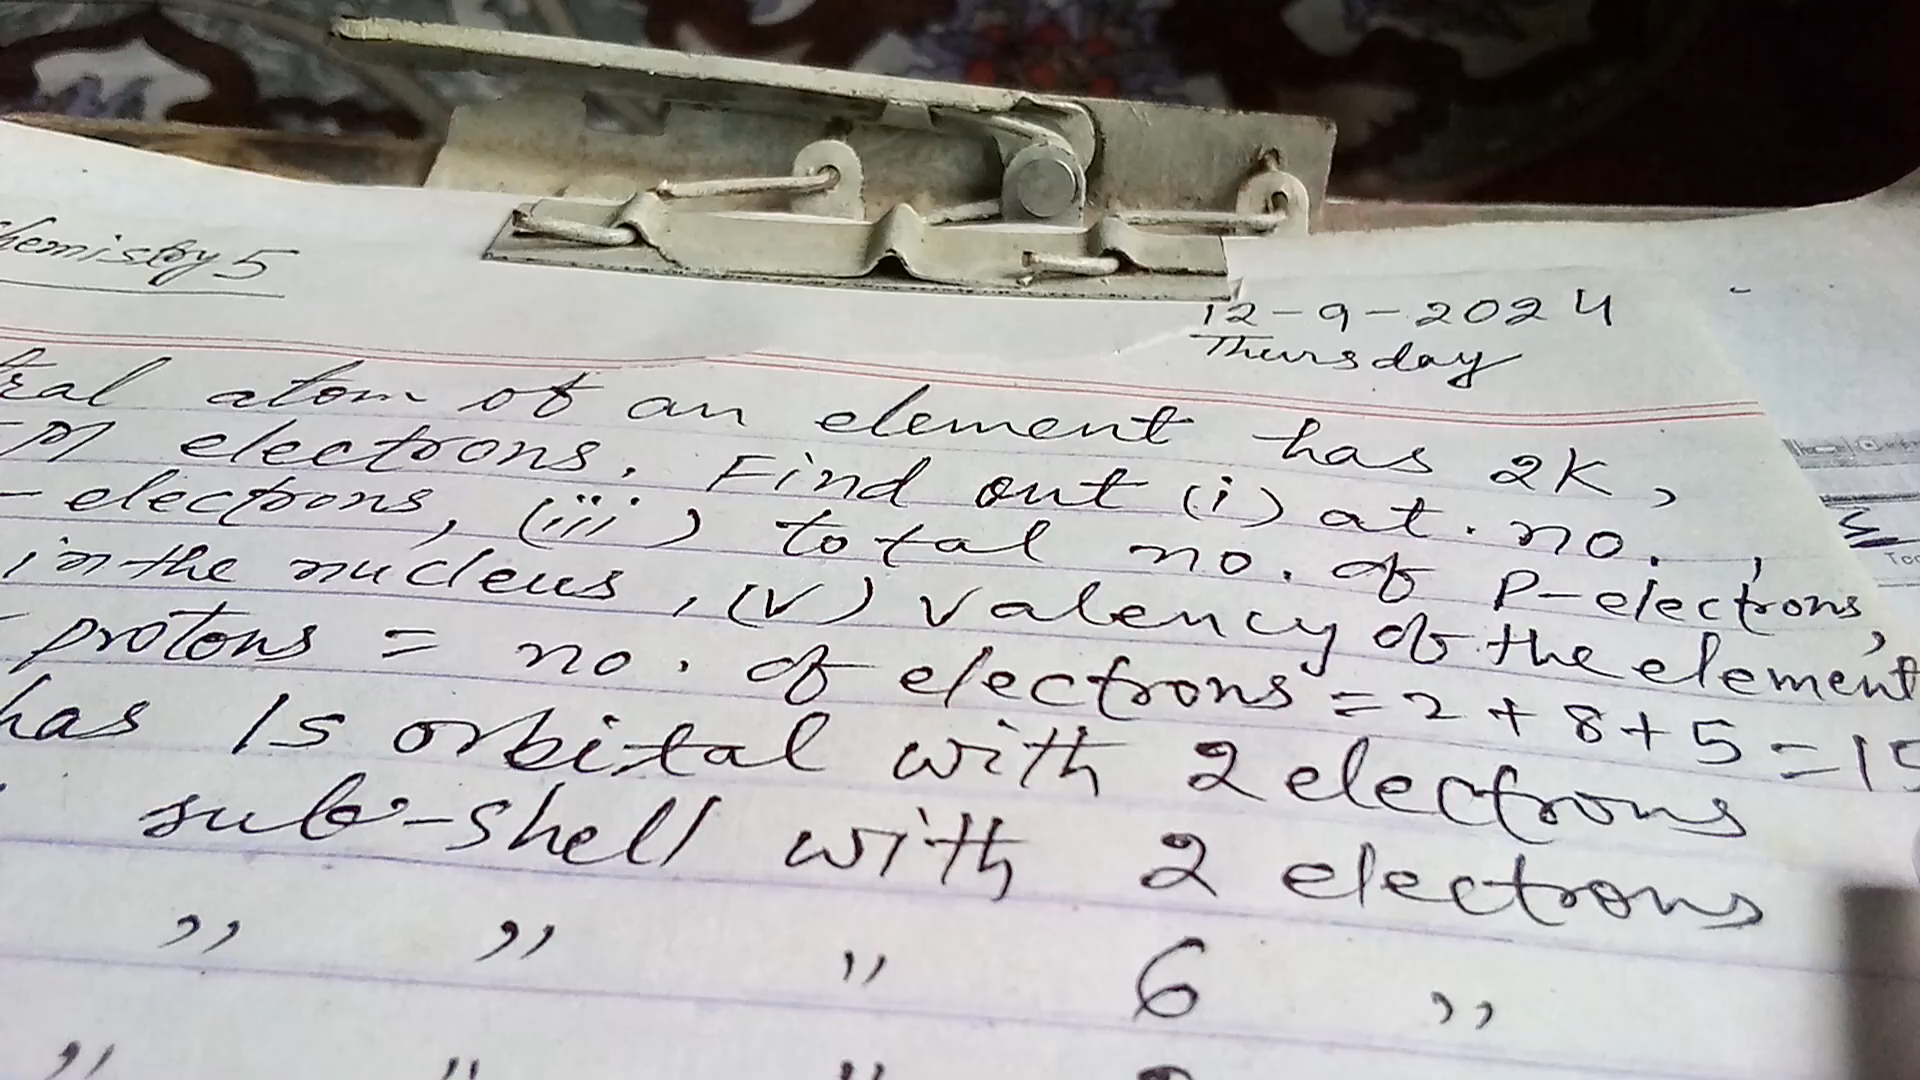 hemistry 5
12-9-2024
Thursday
tral atom of an element has 2K,
M electrons. Find out (i) at. no.,
- electrons, (iii) total no. of P-electrons,
in the nucleus, (v) valency of the element
protons = no. of electrons = 2+8+5=15
has 1s orbital with 2 electrons
sub-shell with 2 electrons
,, ,, ,, 6 ,,
,, ,, ,,